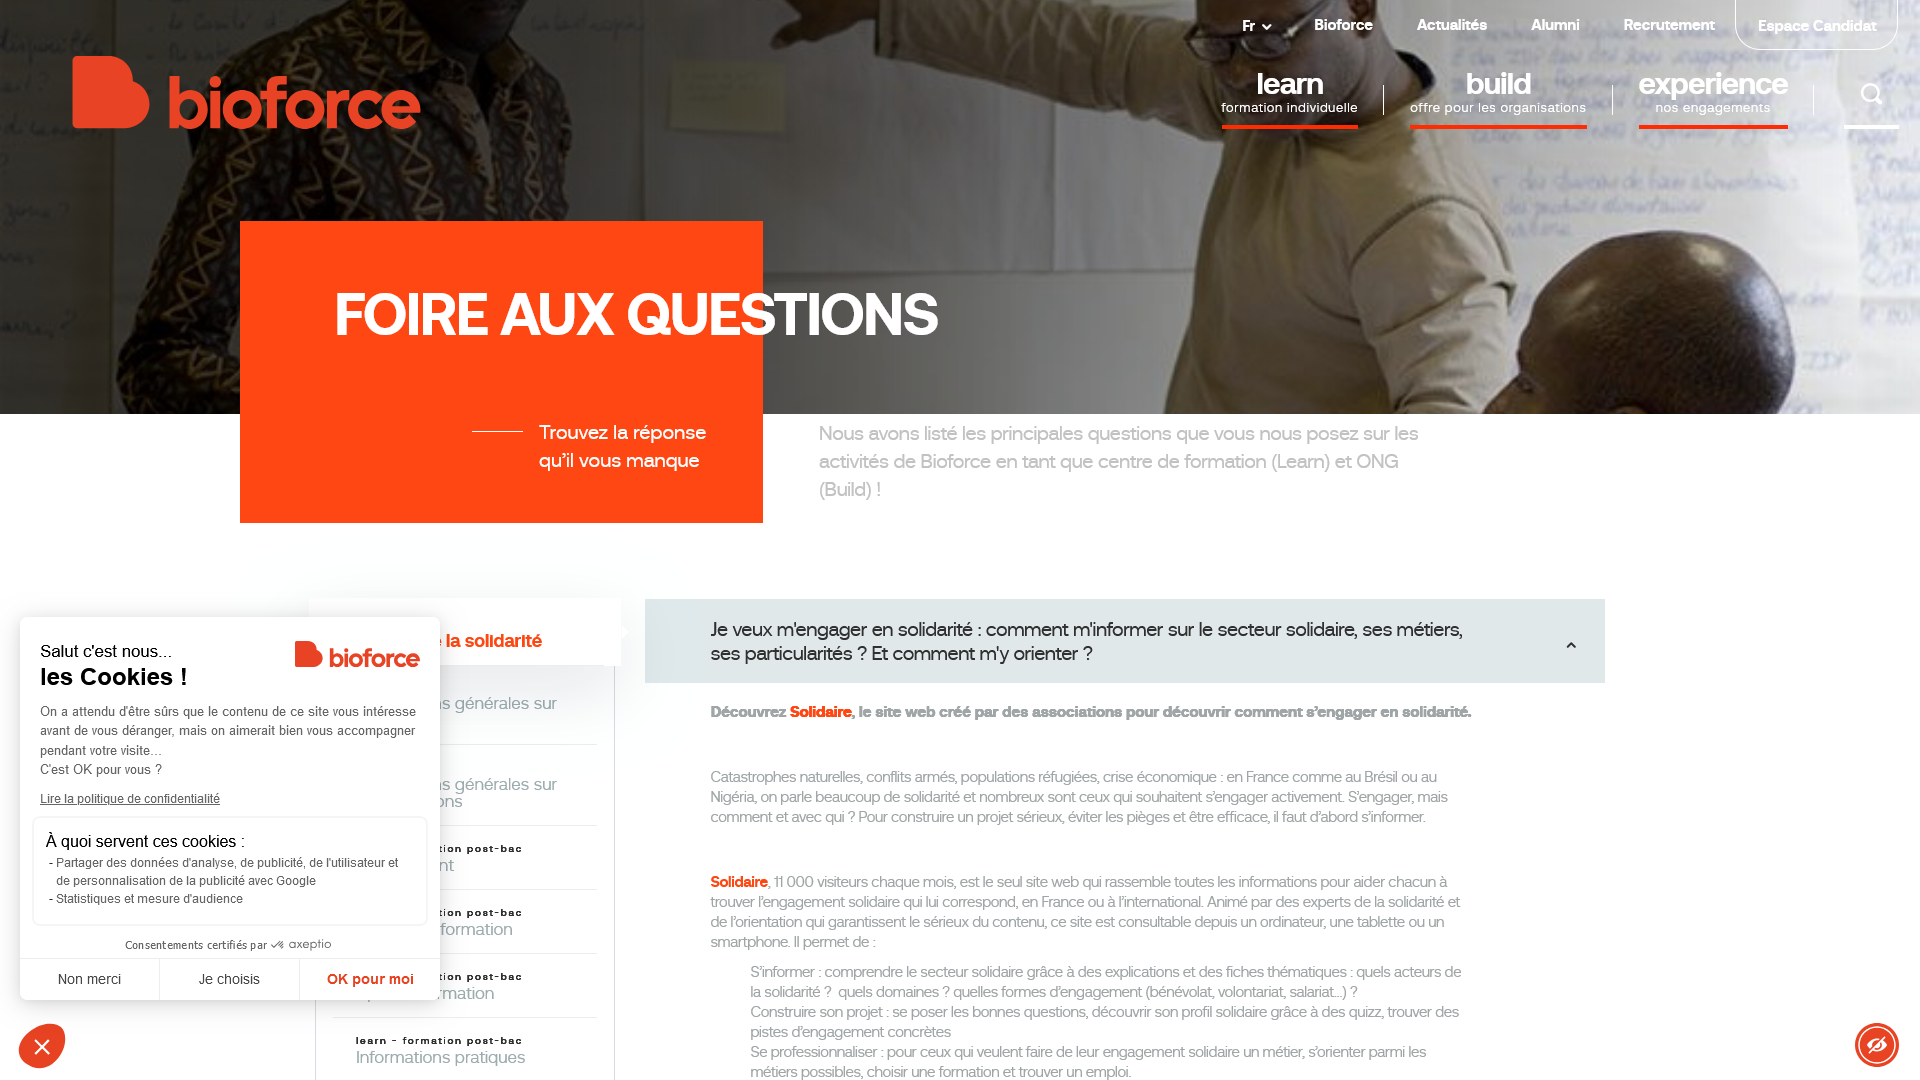 Fr
Bioforce
Actualités
Alumni
Recrutement
Espace Candidat
bioforce
learn
formation individuelle
build
offre pour les organisations
experience
nos engagements
FOIRE AUX QUESTIONS
Trouvez la réponse
qu'il vous manque
Nous avons listé les principales questions que vous nous posez sur les
activités de Bioforce en tant que centre de formation (Learn) et ONG
(Build) !
la solidarité
générales sur
générales sur
post-bac
post-bac
formation
post-bac
learn - formation post-bac
Informations pratiques
Je veux m'engager en solidarité : comment m'informer sur le secteur solidaire, ses métiers,
ses particularités ? Et comment m'y orienter ?
Découvrez Solidaire, le site web créé par des associations pour découvrir comment s'engager en solidarité.
Catastrophes naturelles, conflits armés, populations réfugiées, crise économique : en France comme au Brésil ou au
Nigéria, on parle beaucoup de solidarité et nombreux sont ceux qui souhaitent s'engager activement. S'engager, mais
comment et avec qui ? Pour construire un projet sérieux, éviter les pièges et être efficace, il faut d'abord s'informer.
Solidaire, 11 000 visiteurs chaque mois, est le seul site web qui rassemble toutes les informations pour aider chacun à
trouver l'engagement solidaire qui lui correspond, en France ou à l'international. Animé par des experts de la solidarité et
de l'orientation qui garantissent le sérieux du contenu, ce site est consultable depuis un ordinateur, une tablette ou un
smartphone. Il permet de :
S'informer : comprendre le secteur solidaire grâce à des explications et des fiches thématiques : quels acteurs de
la solidarité ? quels domaines ? quelles formes d'engagement (bénévolat, volontariat, salariat...) ?
Construire son projet : se poser les bonnes questions, découvrir son profil solidaire grâce à des quizz, trouver des
pistes d'engagement concrètes
Se professionnaliser : pour ceux qui veulent faire de leur engagement solidaire un métier, s'orienter parmi les
métiers possibles, choisir une formation et trouver un emploi.
Salut c'est nous...
les Cookies !
bioforce
On a attendu d'être sûrs que le contenu de ce site vous intéresse
avant de vous déranger, mais on aimerait bien vous accompagner
pendant votre visite...
C'est OK pour vous ?
Lire la politique de confidentialité
À quoi servent ces cookies :
- Partager des données d'analyse, de publicité, de l'utilisateur et
de personnalisation de la publicité avec Google
- Statistiques et mesure d'audience
Consentements certifiés par axeptio
Non merci
Je choisis
OK pour moi